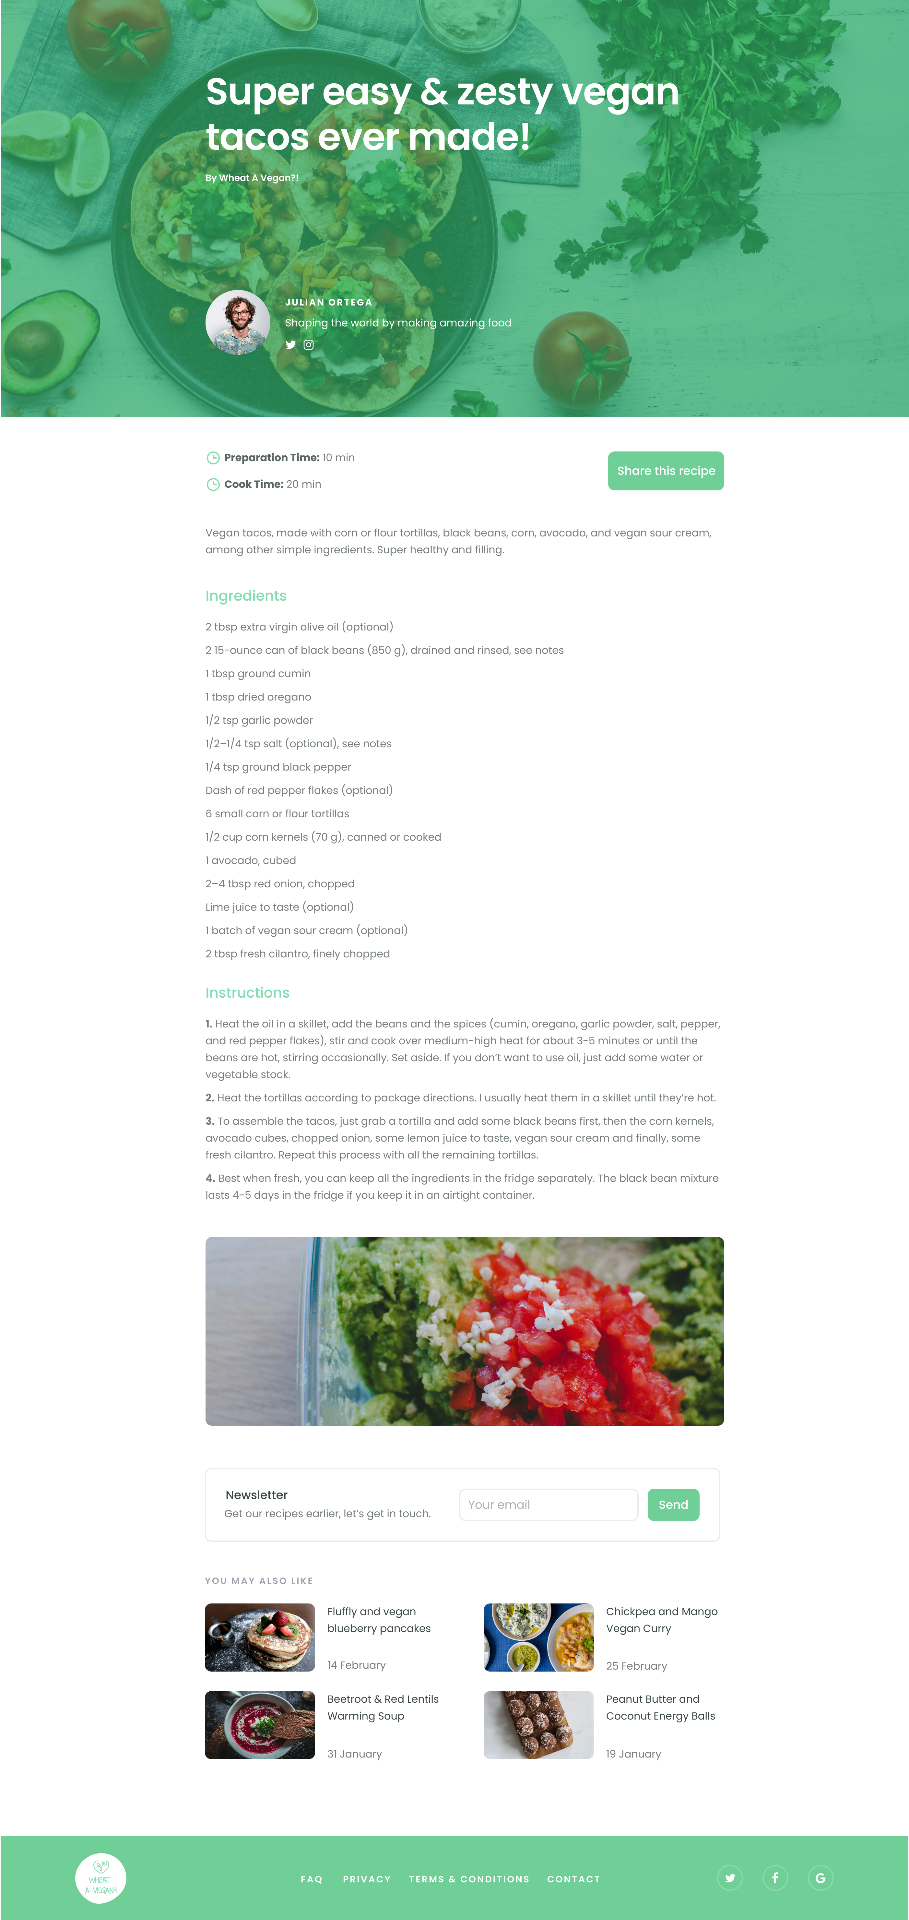 Super easy & zesty vegan
tacos ever made!
By Wheat A Vegan?!
JULIAN ORTEGA
Shaping the world by making amazing food
Preparation Time: 10 min
Share this recipe
Cook Time: 20 min
Vegan tacos, made with corn or flour tortillas, black beans, corn, avocado, and vegan sour cream,
among other simple ingredients. Super healthy and filling.
Ingredients
2 tbsp extra virgin olive oil (optional)
2 15-ounce can of black beans (850 g), drained and rinsed, see notes
1 tbsp ground cumin
1 tbsp dried oregano
1/2 tsp garlic powder
1/2–1/4 tsp salt (optional), see notes
1/4 tsp ground black pepper
Dash of red pepper flakes (optional)
6 small corn or flour tortillas
1/2 cup corn kernels (70 g), canned or cooked
1 avocado, cubed
2–4 tbsp red onion, chopped
Lime juice to taste (optional)
1 batch of vegan sour cream (optional)
2 tbsp fresh cilantro, finely chopped
Instructions
1. Heat the oil in a skillet, add the beans and the spices (cumin, oregano, garlic powder, salt, pepper,
and red pepper flakes), stir and cook over medium-high heat for about 3-5 minutes or until the
beans are hot, stirring occasionally. Set aside. If you don't want to use oil, just add some water or
vegetable stock.
2. Heat the tortillas according to package directions. I usually heat them in a skillet until they're hot.
3. To assemble the tacos, just grab a tortilla and add some black beans first, then the corn kernels,
avocado cubes, chopped onion, some lemon juice to taste, vegan sour cream and finally, some
fresh cilantro. Repeat this process with all the remaining tortillas.
4. Best when fresh, you can keep all the ingredients in the fridge separately. The black bean mixture
lasts 4-5 days in the fridge if you keep it in an airtight container.
Newsletter
Get our recipes earlier, let's get in touch.
Your email
Send
YOU MAY ALSO LIKE
Fluffly and vegan
blueberry pancakes
14 February
Chickpea and Mango
Vegan Curry
25 February
Beetroot & Red Lentils
Warming Soup
31 January
Peanut Butter and
Coconut Energy Balls
19 January
WHEAT
A VEGAN?!
FAQ
PRIVACY
TERMS & CONDITIONS
CONTACT